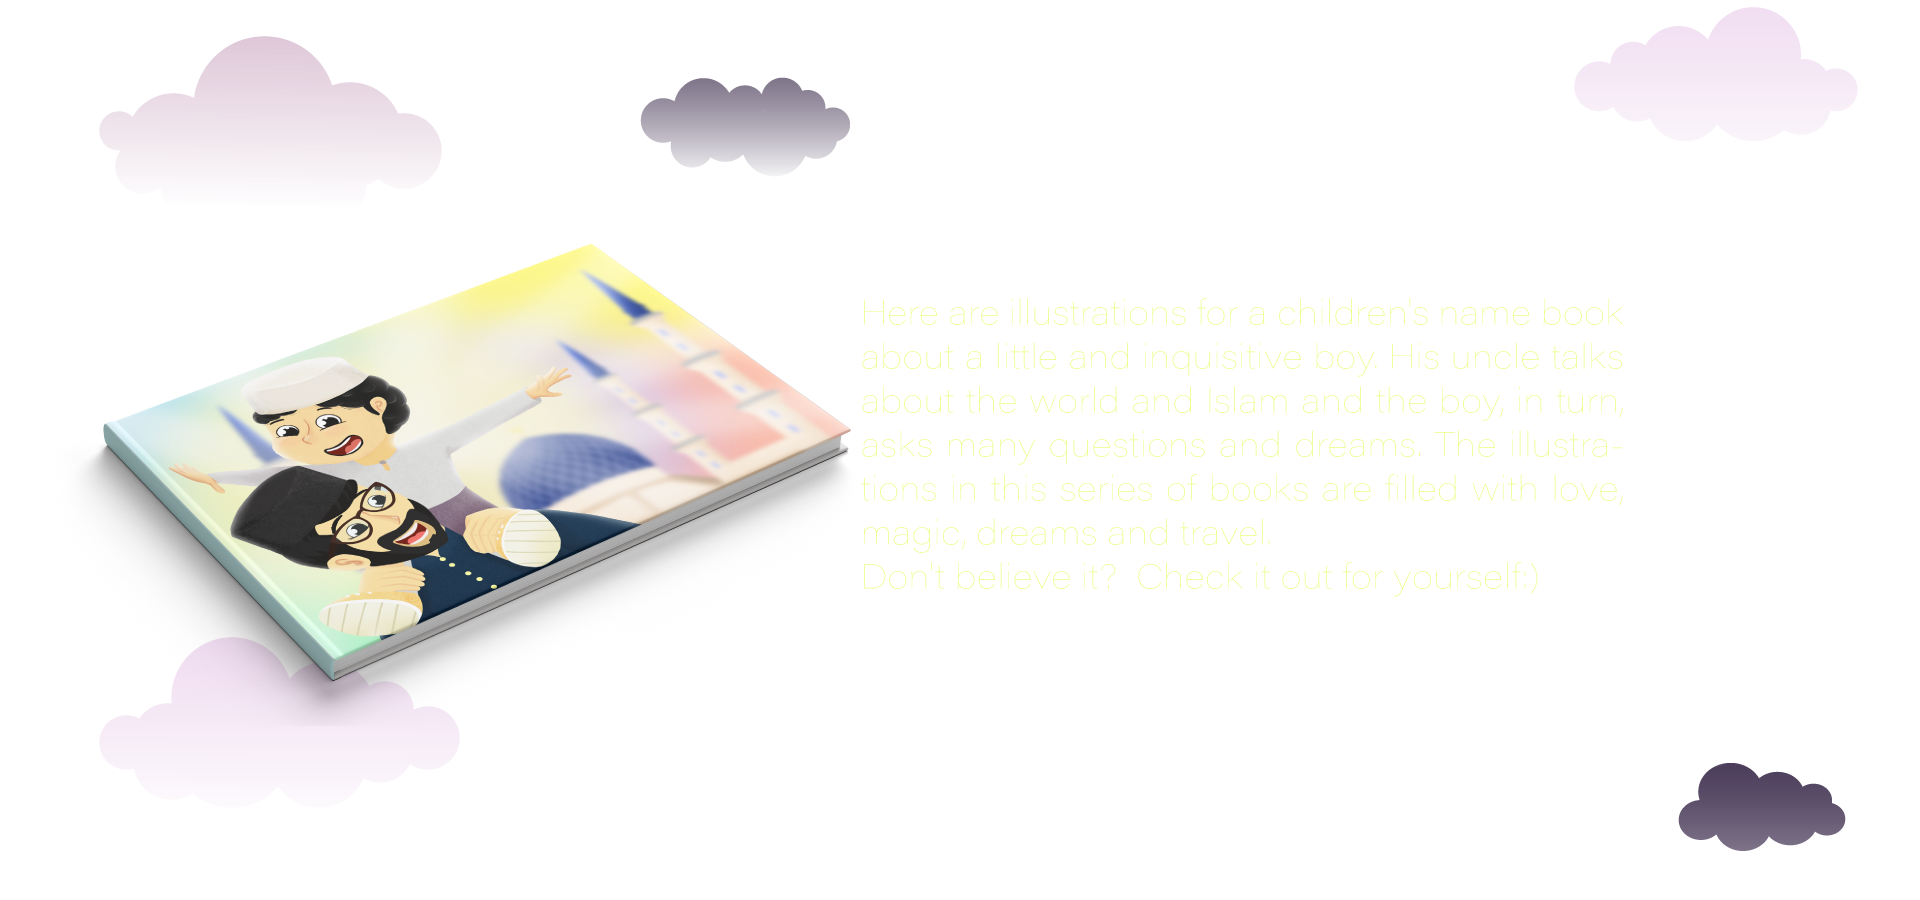 Here are illustrations for a children's name book
about a little and inquisitive boy. His uncle talks
about the world and Islam and the boy, in turn,
asks many questions and dreams. The illustra-
tions in this series of books are filled with love,
magic, dreams and travel.
Don't believe it?  Check it out for yourself:)